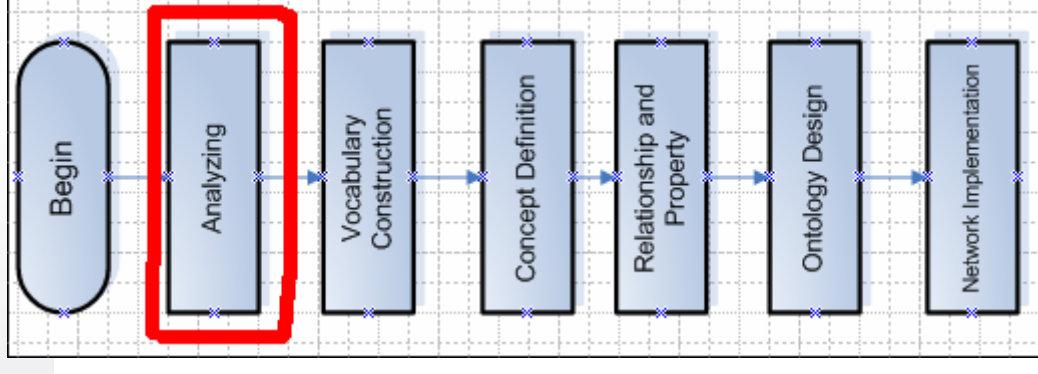 Begin
Analyzing
Vocabulary
Construction
Concept Definition
Relationship and
Property
Ontology Design
Network Implementation